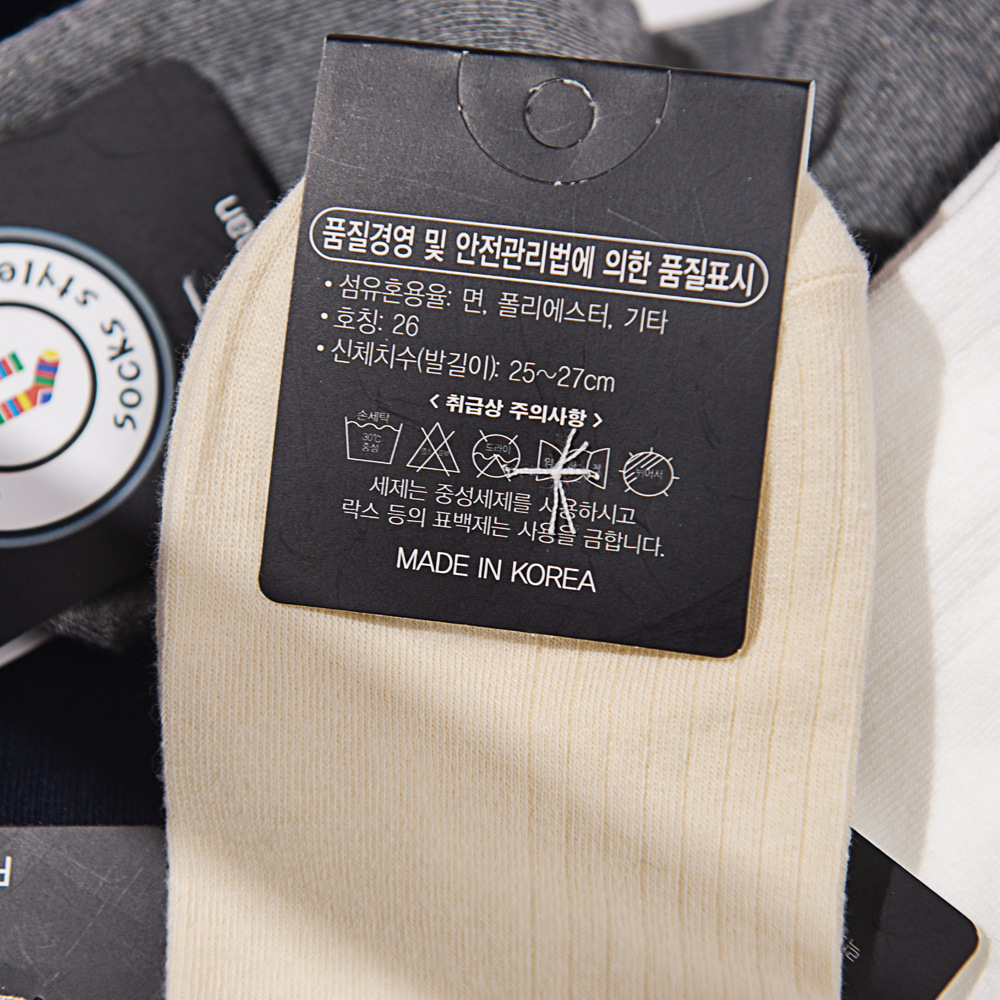 품질경영 및 안전관리법에 의한 품질표시
• 섬유혼용율: 면, 폴리에스터, 기타
• 호칭: 26
• 신체치수(발길이): 25~27cm
< 취급상 주의사항 >
손세탁
30℃
중성
드라이
세제는 중성세제를 사용하시고
락스 등의 표백제는 사용을 금합니다.
MADE IN KOREA
SOCKS style